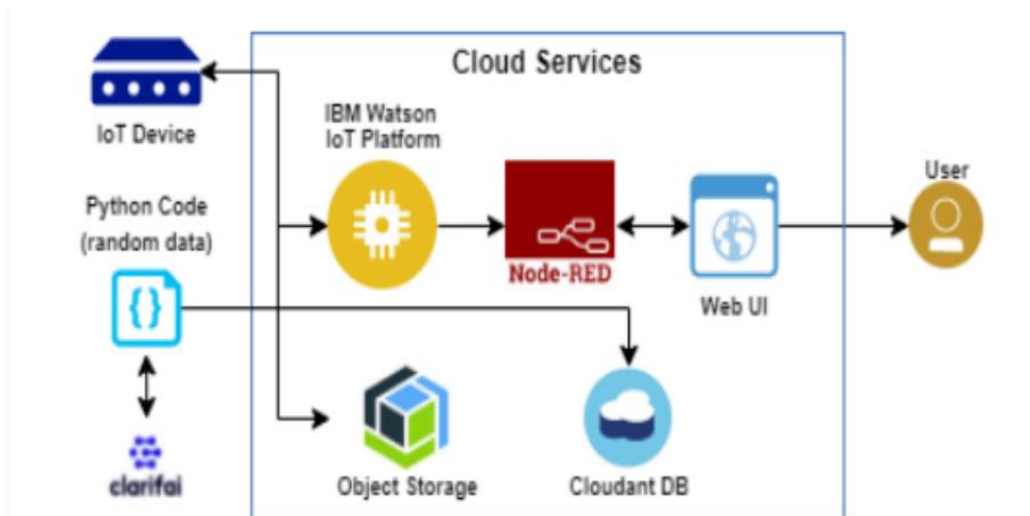 Cloud Services
IoT Device
IBM Watson
IoT Platform
Python Code
(random data)
{}
Node-RED
Web UI
User
clarifai
Object Storage
Cloudant DB